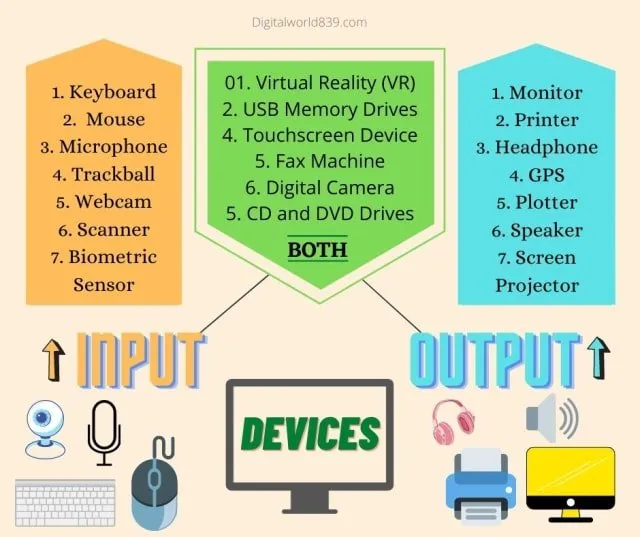 Digitalworld839.com
1. Keyboard
2. Mouse
3. Microphone
4. Trackball
5. Webcam
6. Scanner
7. Biometric
Sensor
01. Virtual Reality (VR)
2. USB Memory Drives
4. Touchscreen Device
5. Fax Machine
6. Digital Camera
5. CD and DVD Drives
BOTH
1. Monitor
2. Printer
3. Headphone
4. GPS
5. Plotter
6. Speaker
7. Screen
Projector
INPUT
OUTPUT
DEVICES